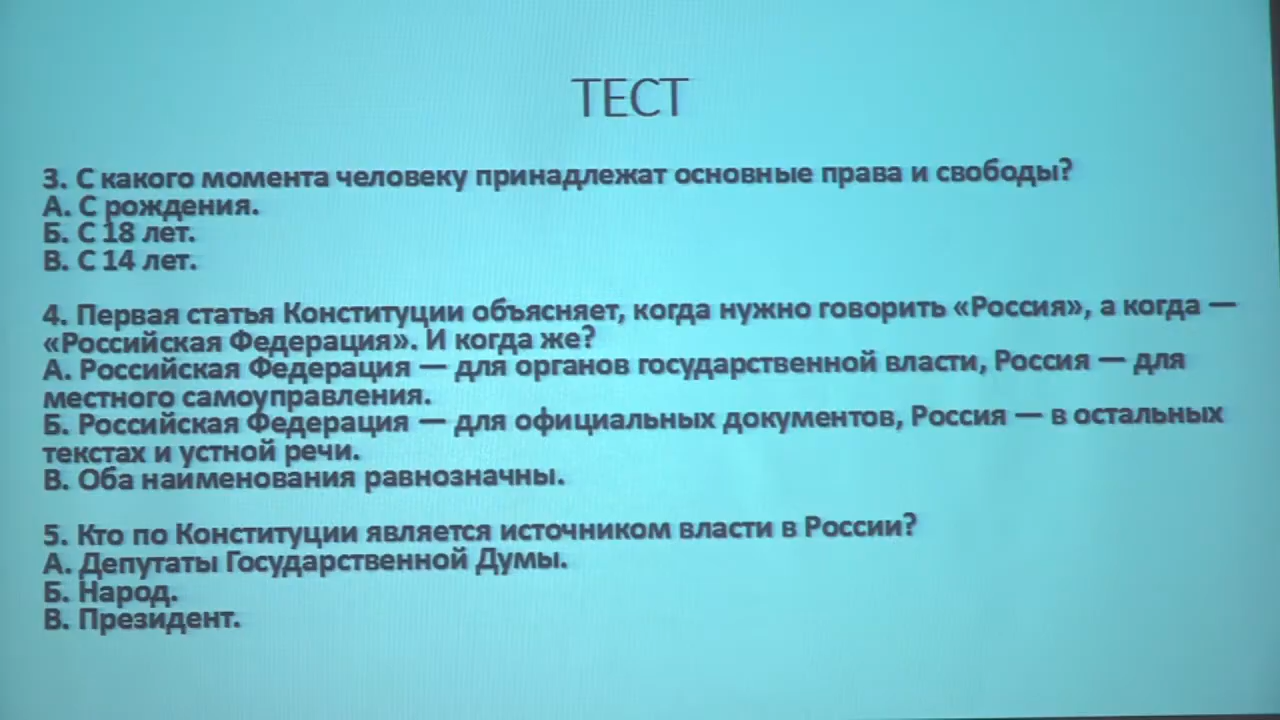 ТЕСТ
3. С какого момента человеку принадлежат основные права и свободы?
А. С рождения.
Б. С 18 лет.
В. С 14 лет.
4. Первая статья Конституции объясняет, когда нужно говорить «Россия», а когда —
«Российская Федерация». И когда же?
А. Российская Федерация — для органов государственной власти, Россия — для
местного самоуправления.
Б. Российская Федерация — для официальных документов, Россия — в остальных
текстах и устной речи.
В. Оба наименования равнозначны.
5. Кто по Конституции является источником власти в России?
А. Депутаты Государственной Думы.
Б. Народ.
В. Президент.